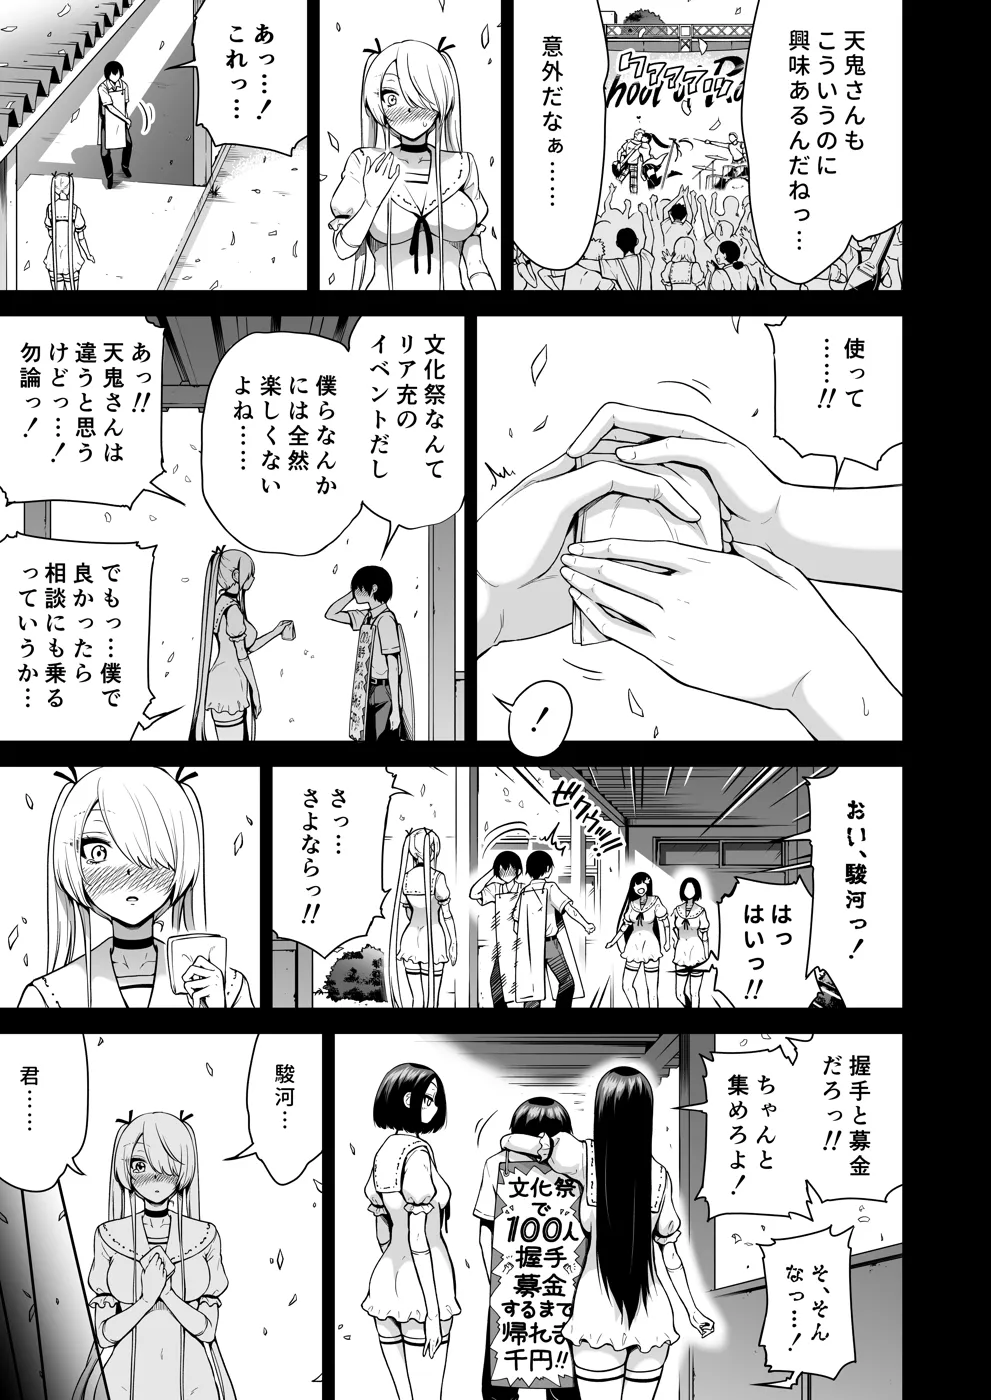 天鬼さんも
こういうのに
興味あるんだねっ…
意外だなぁ……
あっ…！
これっ…
使って
……!!
文化祭なんて
リア充の
イベントだし
僕らなんか
には全然
楽しくない
よね……
あっ!!
天鬼さんは
違うと思う
けどっ…！
勿論っ！
でもっ…僕で
良かったら
相談にも乗る
っていうか…
！
おい、駿河っ！
はっ
はいっ!!
さっ…
さよならっ!!
握手と募金
だろっ!!
ちゃんと
集めろよ！
そ、そん
なっ…！
文化祭
で
100人
握手
募金
するまで
帰れま
千円!!
駿河…
君……